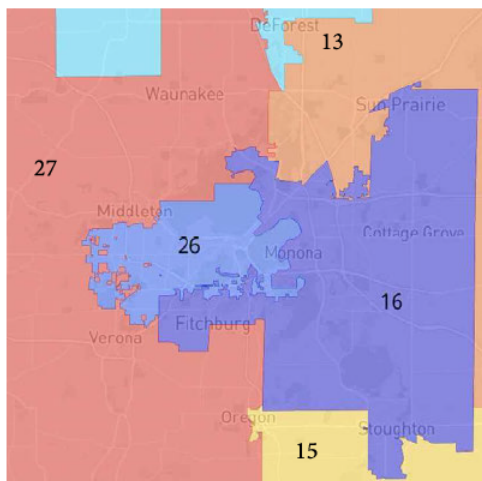 DeForest
13
Waunakee
Sun Prairie
27
Middleton
26
Cottage Grove
Monona
16
Fitchburg
Verona
Oregon
Stoughton
15